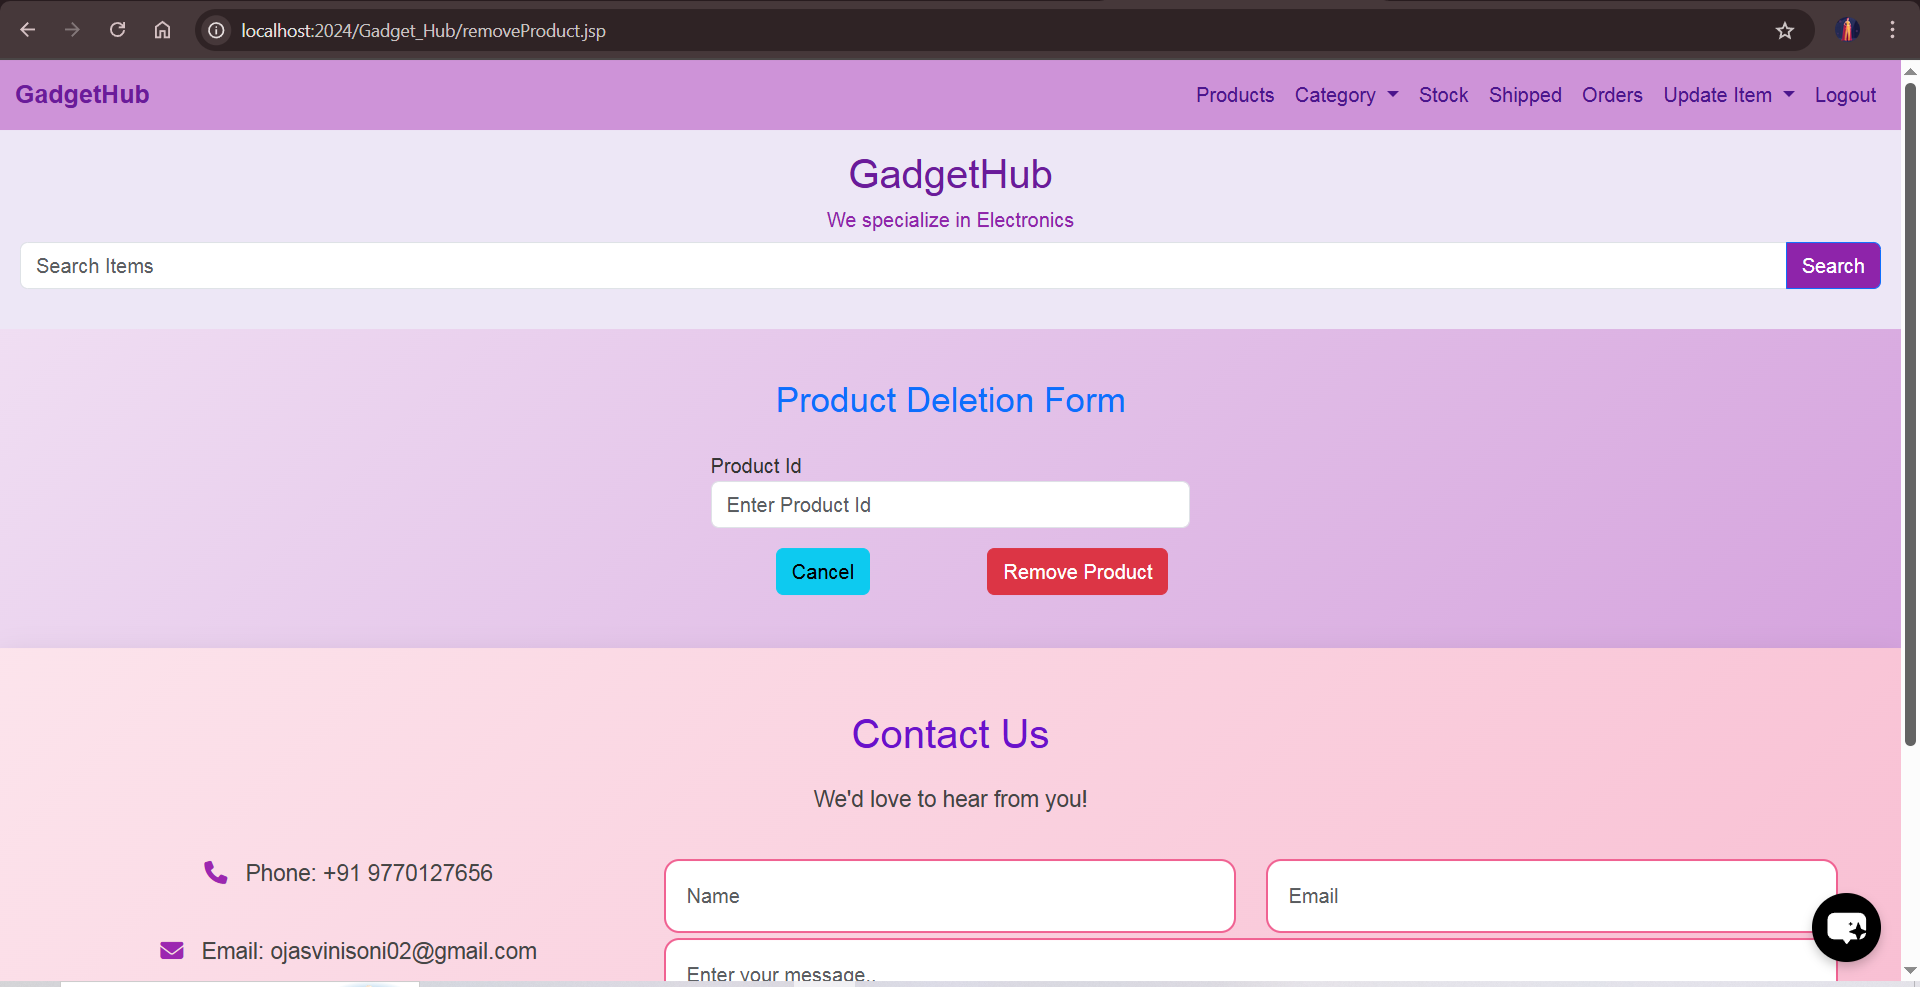 localhost:2024/Gadget_Hub/removeProduct.jsp
GadgetHub Products Category Stock Shipped Orders Update Item Logout
GadgetHub
We specialize in Electronics
Search Items Search
Product Deletion Form
Product Id
Enter Product Id
Cancel Remove Product
Contact Us
We'd love to hear from you!
Phone: +91 9770127656
Name Email
Email: ojasvinisoni02@gmail.com
Enter your message..